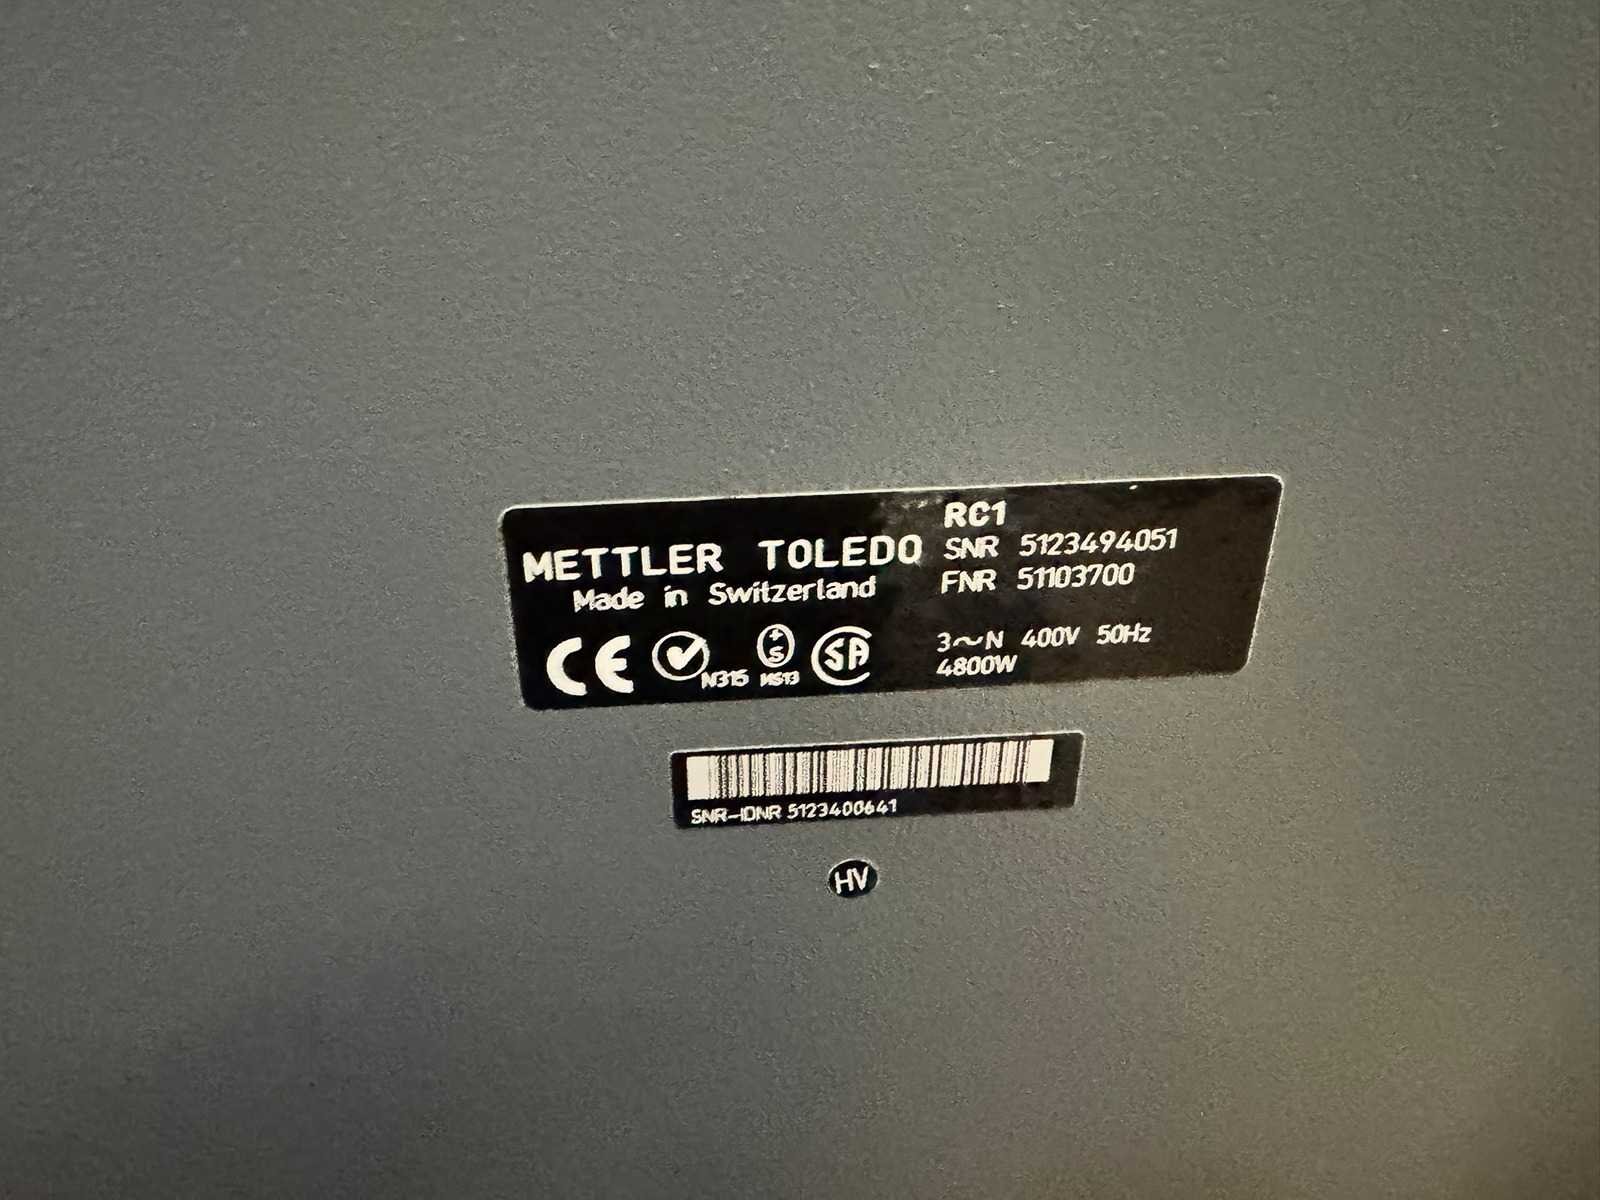 METTLER TOLEDO
Made in Switzerland
CE N315 +S MS13 SA
RC1
SNR 5123494051
FNR 51103700
3~N 400V 50Hz
4800W
SNR-IDNR 5123400641
HV